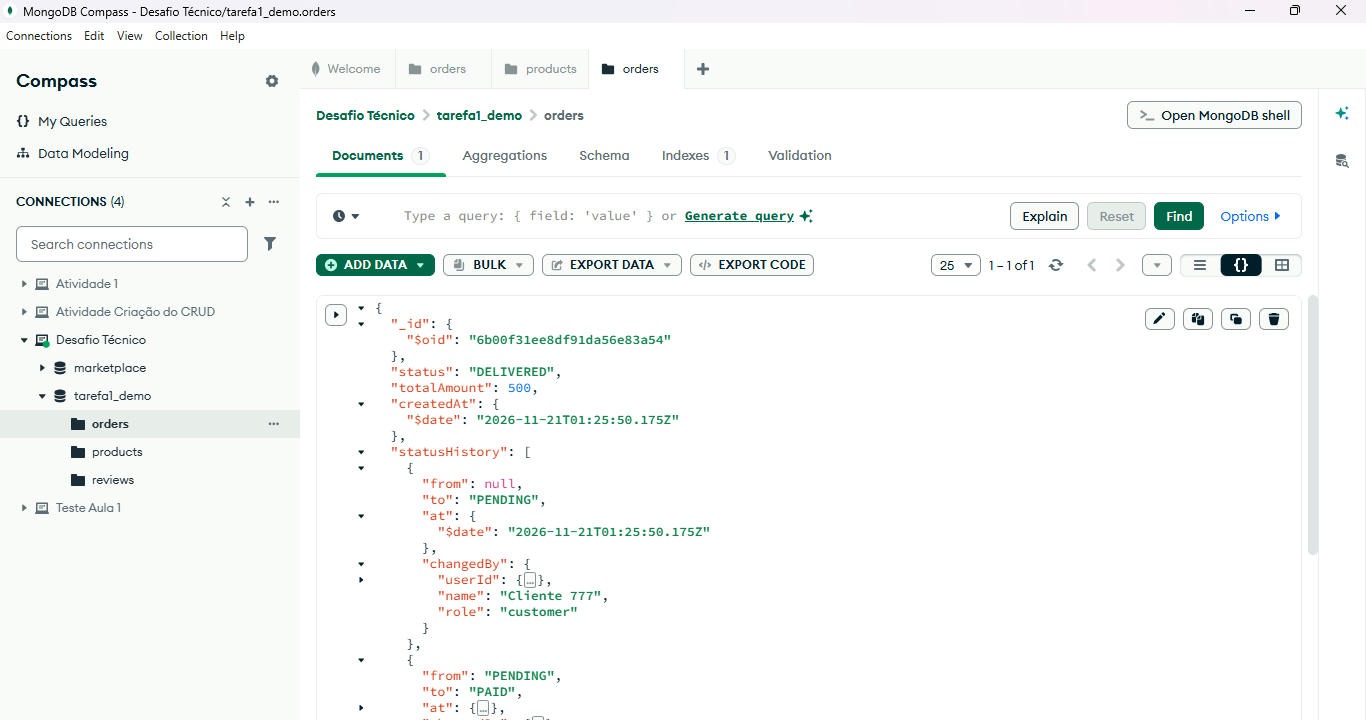 MongoDB Compass - Desafio Técnico/tarefa1_demo.orders
Connections Edit View Collection Help
Compass
My Queries
Data Modeling
CONNECTIONS (4)
Search connections
Atividade 1
Atividade Criação do CRUD
Desafio Técnico
marketplace
tarefa1_demo
orders
products
reviews
Teste Aula 1
Welcome orders products orders
Desafio Técnico tarefa1_demo orders
>_ Open MongoDB shell
Documents 1 Aggregations Schema Indexes 1 Validation
Type a query: { field: 'value' } or Generate query Explain Reset Find Options
ADD DATA BULK EXPORT DATA </> EXPORT CODE 25 1 – 1 of 1 {}
{
"_id": {
"$oid": "6b00f31ee8df91da56e83a54"
},
"status": "DELIVERED",
"totalAmount": 500,
"createdAt": {
"$date": "2026-11-21T01:25:50.175Z"
},
"statusHistory": [
{
"from": null,
"to": "PENDING",
"at": {
"$date": "2026-11-21T01:25:50.175Z"
},
"changedBy": {
"userId": {…},
"name": "Cliente 777",
"role": "customer"
}
},
{
"from": "PENDING",
"to": "PAID",
"at": {…},